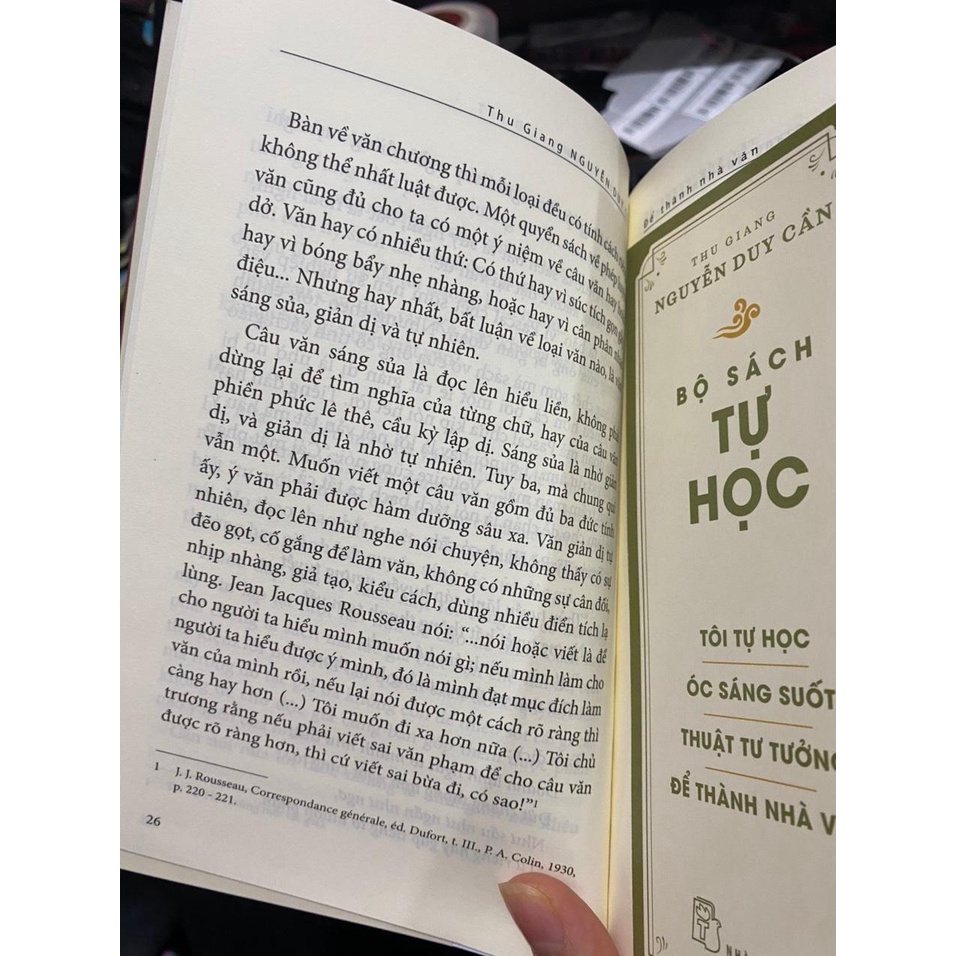 Thu Giang NGUYỄN DUY
Bàn về văn chương thì mỗi loại đều có tính cách
không thể nhất luật được. Một quyển sách về phép
văn cũng đủ cho ta có một ý niệm về câu văn hay
dở. Văn hay có nhiều thứ: Có thứ hay vì súc tích gọn
hay vì bóng bẩy nhẹ nhàng, hoặc hay vì cân phân
điệu... Nhưng hay nhất, bất luận về loại văn nào, là
sáng sủa, giản dị và tự nhiên.
Câu văn sáng sủa là đọc lên hiểu liền, không
dừng lại để tìm nghĩa của từng chữ, hay của câu văn
phiền phức lê thê, cầu kỳ lập dị. Sáng sủa là nhờ giản
dị, và giản dị là nhờ tự nhiên. Tuy ba, mà chung qui
vẫn một. Muốn viết một câu văn gồm đủ ba đức tính
ấy, ý văn phải được hàm dưỡng sâu xa. Văn giản dị tự
nhiên, đọc lên như nghe nói chuyện, không thấy có sự
đẽo gọt, cố gắng để làm văn, không có những sự cân đối,
nhịp nhàng, giả tạo, kiểu cách, dùng nhiều điển tích lạ
lùng. Jean Jacques Rousseau nói: “...nói hoặc viết là để
cho người ta hiểu mình muốn nói gì; nếu mình làm cho
người ta hiểu được ý mình, đó là mình đạt mục đích làm
văn của mình rồi, nếu lại nói được một cách rõ ràng thì
càng hay hơn (...) Tôi muốn đi xa hơn nữa (...) Tôi chủ
trương rằng nếu phải viết sai văn phạm để cho câu văn
được rõ ràng hơn, thì cứ viết sai bừa đi, có sao!”1
1 J. J. Rousseau, Correspondance générale, éd. Dufort, t. III., P. A. Colin, 1930,
p. 220 - 221.
26
Để thành nhà văn
THU GIANG
NGUYỄN DUY CẦN
BỘ SÁCH
TỰ
HỌC
TÔI TỰ HỌC
ÓC SÁNG SUỐT
THUẬT TƯ TƯỞNG
ĐỂ THÀNH NHÀ V
NHÀ